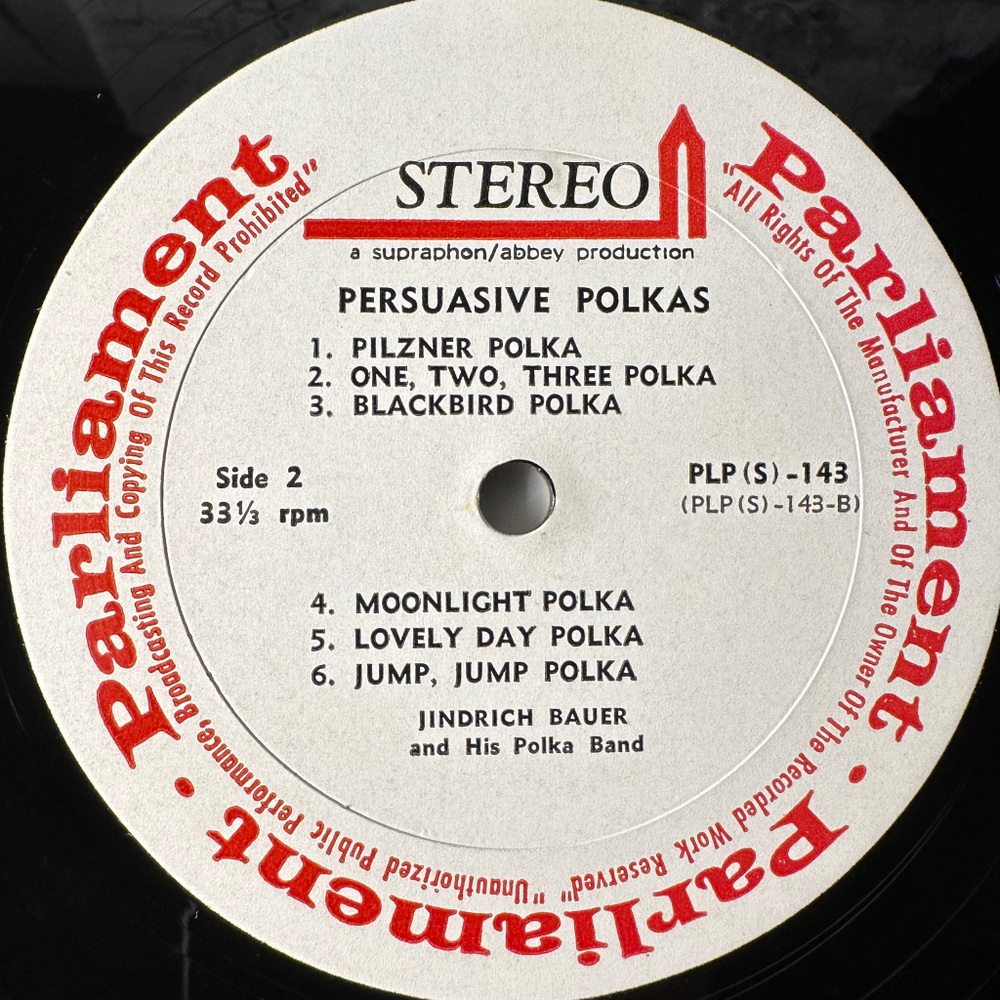 STEREO
a supraphon/abbey production
PERSUASIVE POLKAS
1. PILZNER POLKA
2. ONE, TWO, THREE POLKA
3. BLACKBIRD POLKA
Side 2
33⅓ rpm
PLP(S)-143
(PLP(S)-143-B)
4. MOONLIGHT POLKA
5. LOVELY DAY POLKA
6. JUMP, JUMP POLKA
JINDRICH BAUER
and His Polka Band
Parliament • Parliament • Parliament
"All Rights Of The Manufacturer And Of The Owner Of The Recorded Work Reserved" "Unauthorized Public Performance, Broadcasting And Copying Of This Record Prohibited"